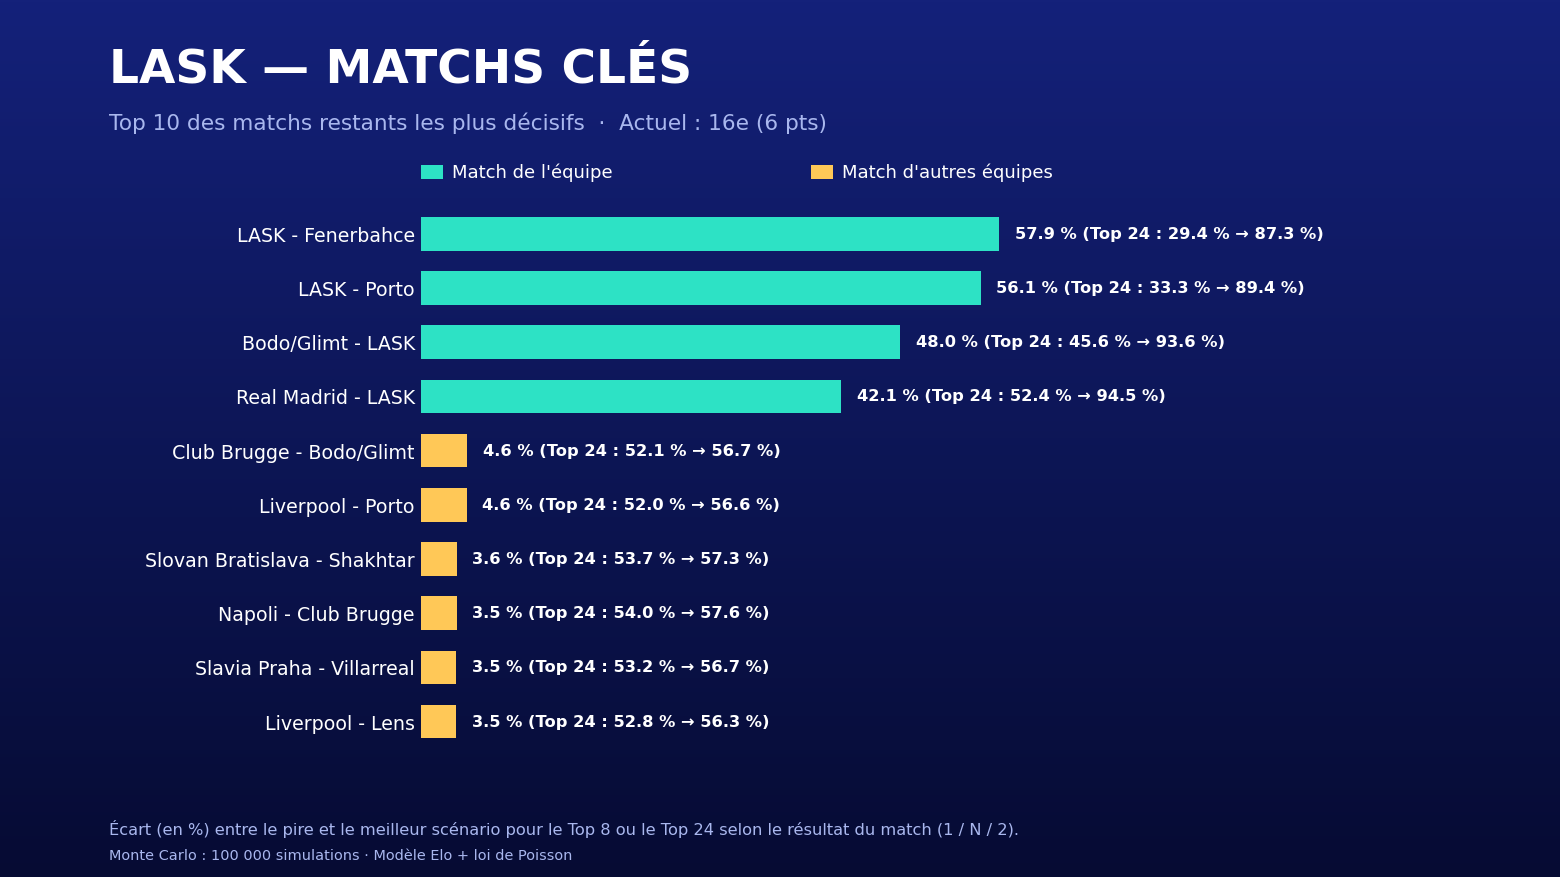 LASK — MATCHS CLÉS
Top 10 des matchs restants les plus décisifs · Actuel : 16e (6 pts)
Match de l'équipe
Match d'autres équipes
LASK - Fenerbahce
57.9 % (Top 24 : 29.4 % → 87.3 %)
LASK - Porto
56.1 % (Top 24 : 33.3 % → 89.4 %)
Bodo/Glimt - LASK
48.0 % (Top 24 : 45.6 % → 93.6 %)
Real Madrid - LASK
42.1 % (Top 24 : 52.4 % → 94.5 %)
Club Brugge - Bodo/Glimt
4.6 % (Top 24 : 52.1 % → 56.7 %)
Liverpool - Porto
4.6 % (Top 24 : 52.0 % → 56.6 %)
Slovan Bratislava - Shakhtar
3.6 % (Top 24 : 53.7 % → 57.3 %)
Napoli - Club Brugge
3.5 % (Top 24 : 54.0 % → 57.6 %)
Slavia Praha - Villarreal
3.5 % (Top 24 : 53.2 % → 56.7 %)
Liverpool - Lens
3.5 % (Top 24 : 52.8 % → 56.3 %)
Écart (en %) entre le pire et le meilleur scénario pour le Top 8 ou le Top 24 selon le résultat du match (1 / N / 2).
Monte Carlo : 100 000 simulations · Modèle Elo + loi de Poisson